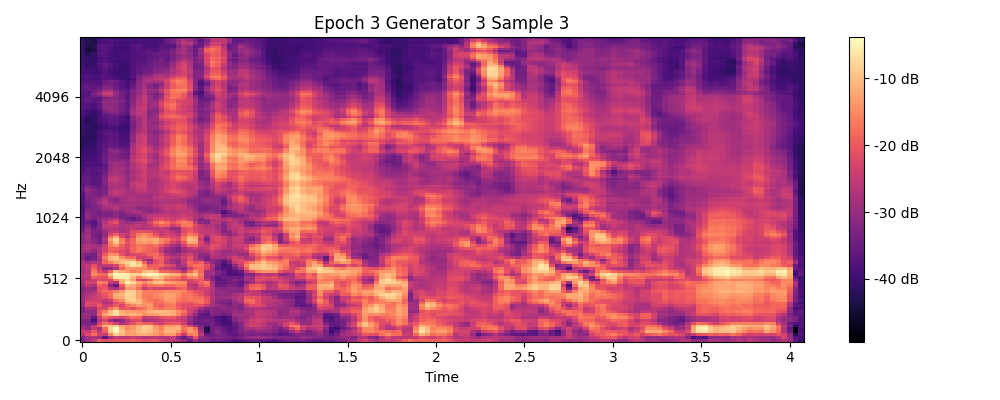 Epoch 3 Generator 3 Sample 3
Hz
4096
2048
1024
512
0
0 0.5 1 1.5 2 2.5 3 3.5 4
Time
-10 dB
-20 dB
-30 dB
-40 dB